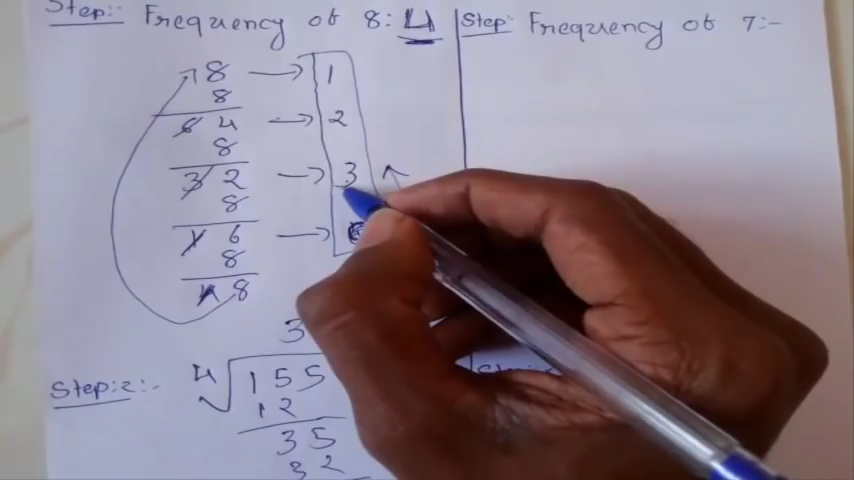 Step:- Frequency of 8: 4
8 → 1
8
6 4 → 2
8
3 2 → 3
8
1 6 →
8
8
3
Step:2:-
4 √ 155
12
35
32
Step:- Frequency of 7:-